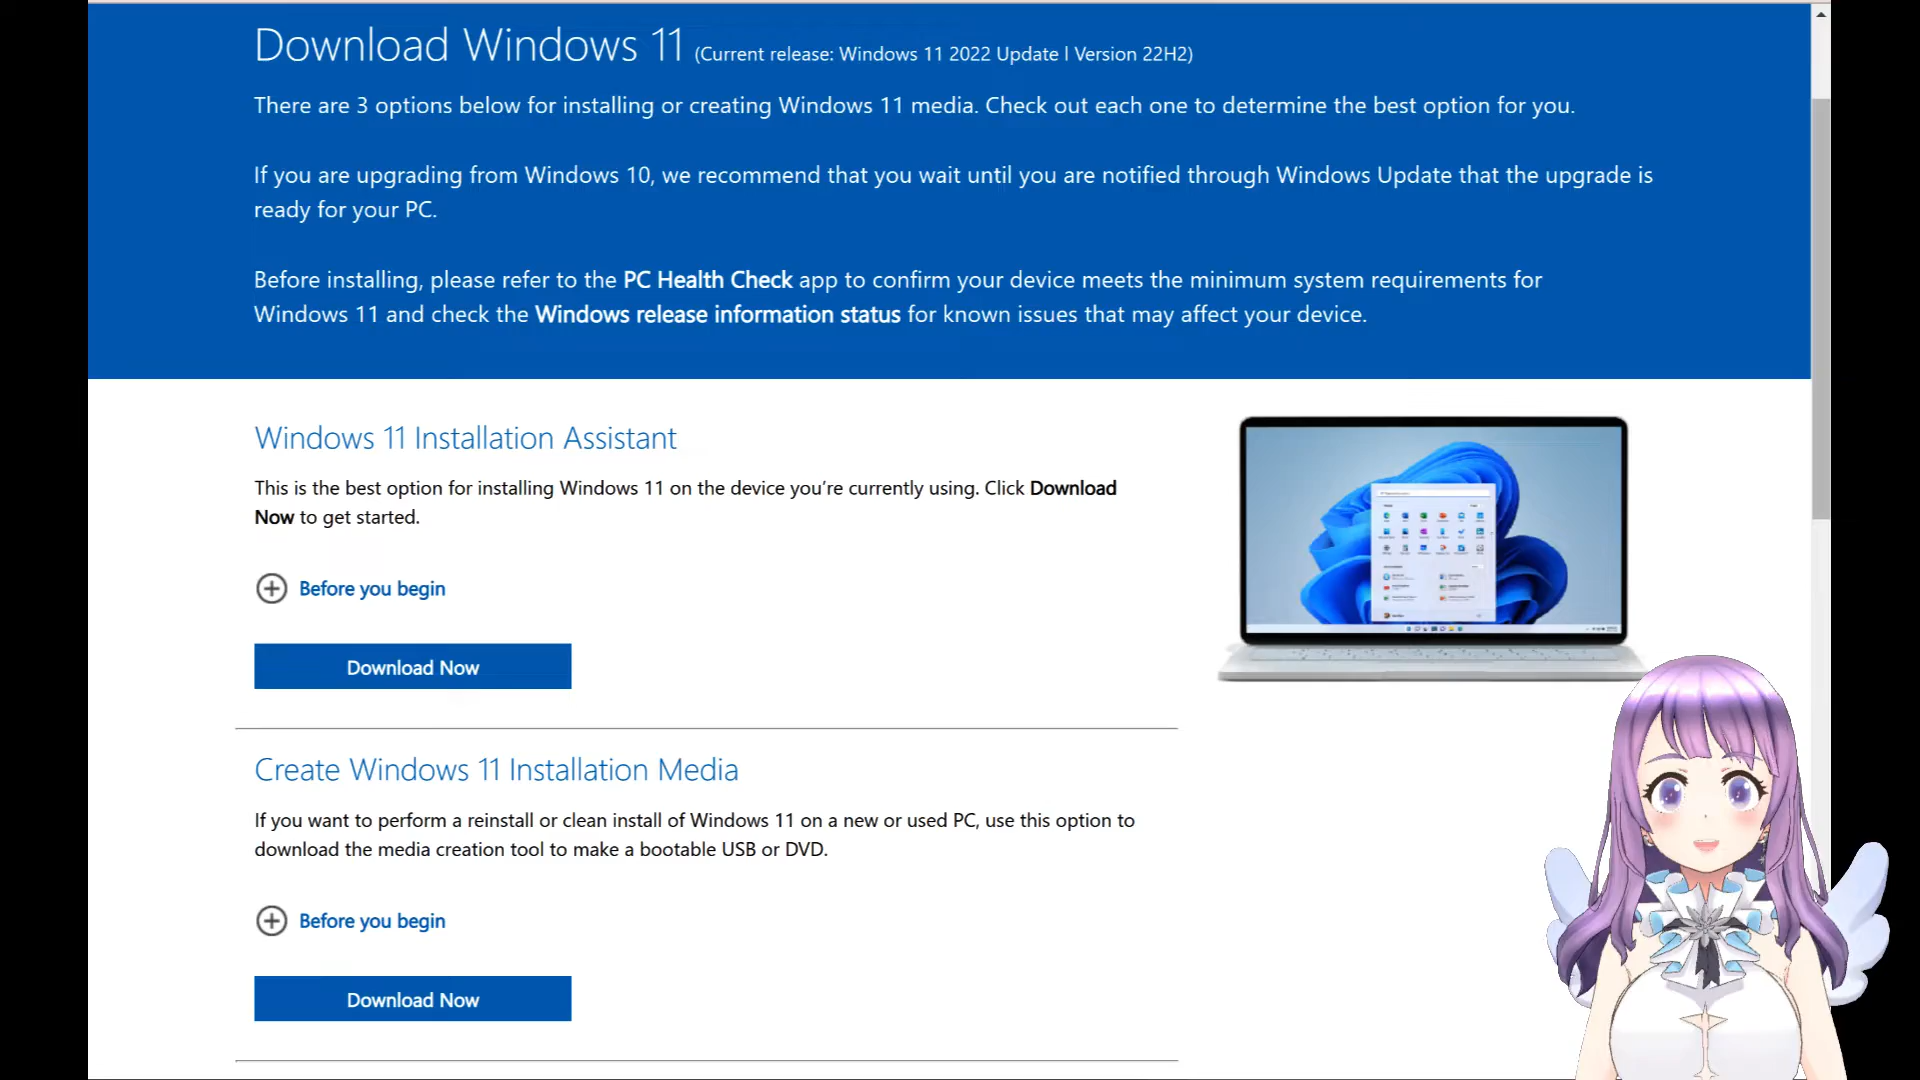 Download Windows 11 (Current release: Windows 11 2022 Update l Version 22H2)
There are 3 options below for installing or creating Windows 11 media. Check out each one to determine the best option for you.
If you are upgrading from Windows 10, we recommend that you wait until you are notified through Windows Update that the upgrade is
ready for your PC.
Before installing, please refer to the PC Health Check app to confirm your device meets the minimum system requirements for
Windows 11 and check the Windows release information status for known issues that may affect your device.
Windows 11 Installation Assistant
This is the best option for installing Windows 11 on the device you’re currently using. Click Download
Now to get started.
Before you begin
Download Now
Create Windows 11 Installation Media
If you want to perform a reinstall or clean install of Windows 11 on a new or used PC, use this option to
download the media creation tool to make a bootable USB or DVD.
Before you begin
Download Now